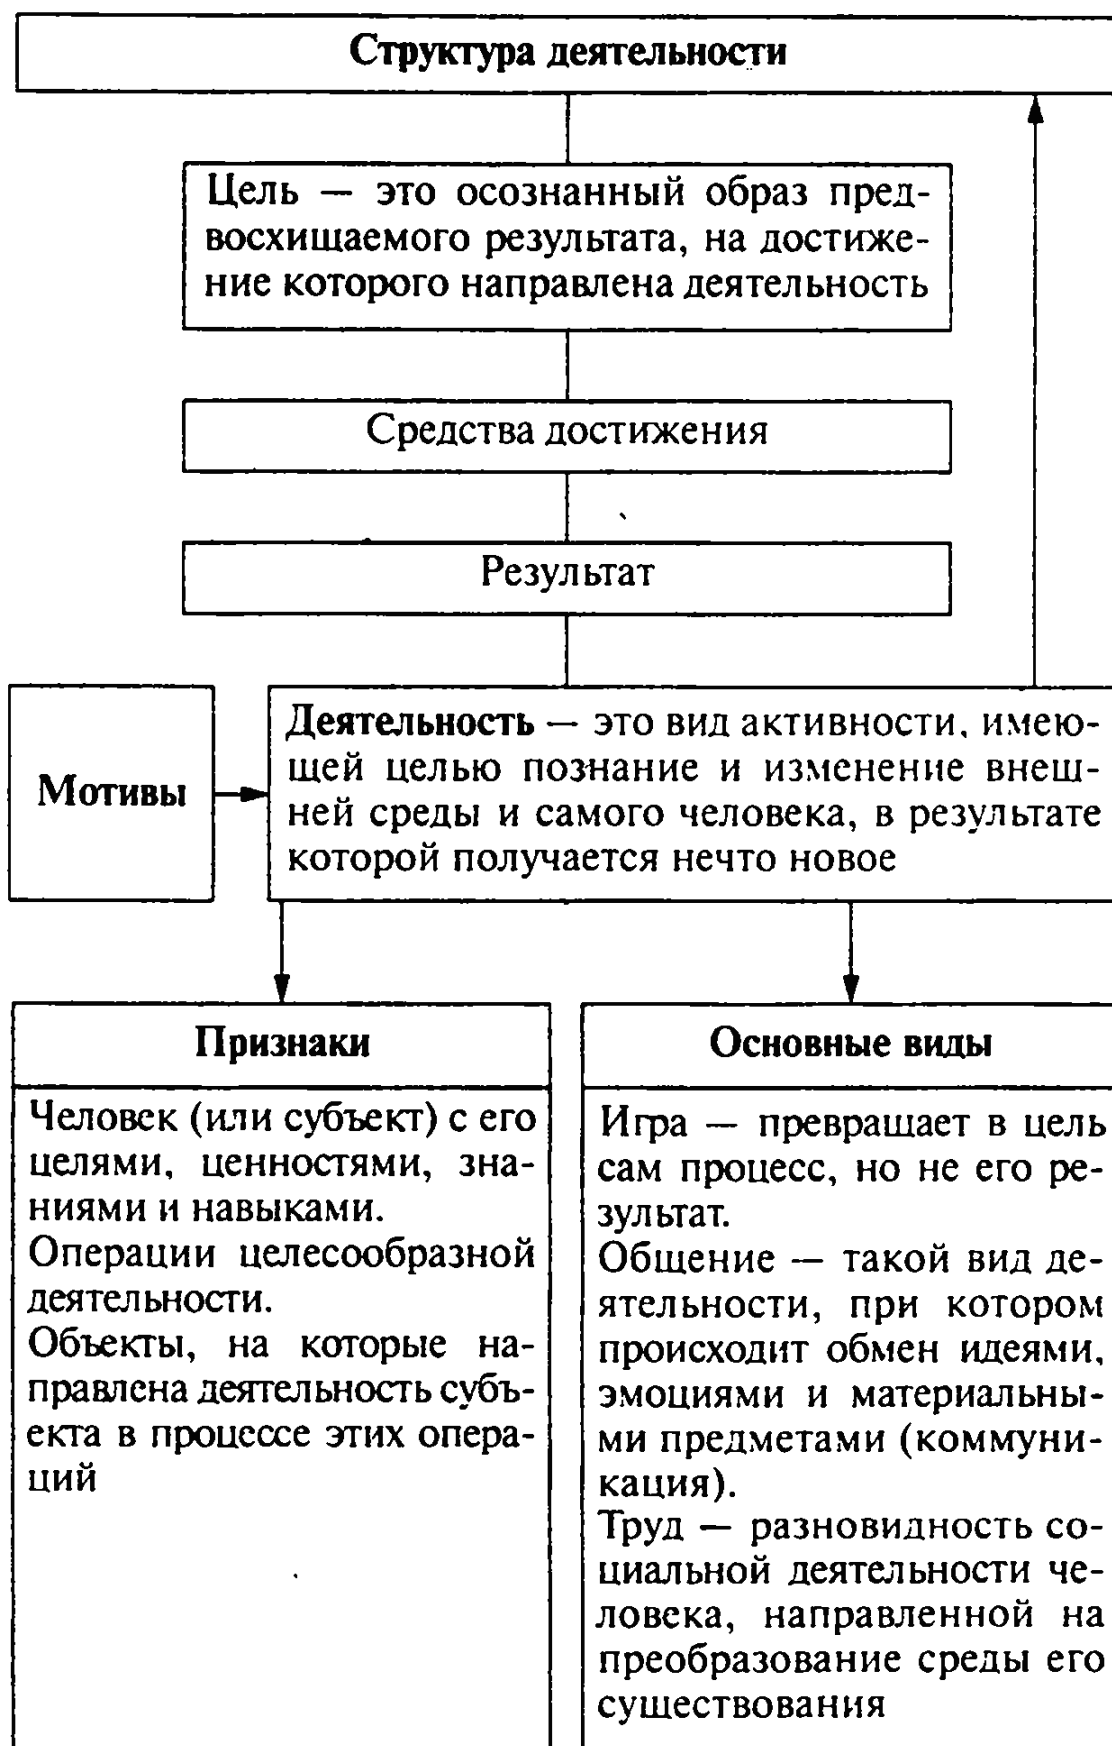 Структура деятельности
Цель — это осознанный образ пред-
восхищаемого результата, на достиже-
ние которого направлена деятельность
Средства достижения
Результат
Мотивы
Деятельность — это вид активности, имею-
щей целью познание и изменение внеш-
ней среды и самого человека, в результате
которой получается нечто новое
Признаки
Человек (или субъект) с его
целями, ценностями, зна-
ниями и навыками.
Операции целесообразной
деятельности.
Объекты, на которые на-
правлена деятельность субъ-
екта в процессе этих опера-
ций
Основные виды
Игра — превращает в цель
сам процесс, но не его ре-
зультат.
Общение — такой вид де-
ятельности, при котором
происходит обмен идеями,
эмоциями и материальны-
ми предметами (коммуни-
кация).
Труд — разновидность со-
циальной деятельности че-
ловека, направленной на
преобразование среды его
существования